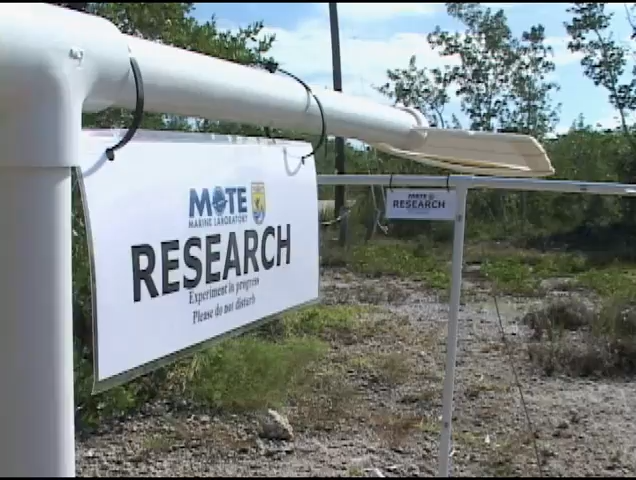 MOTE
MARINE LABORATORY
RESEARCH
Experiment in progress
Please do not disturb
MOTE
RESEARCH